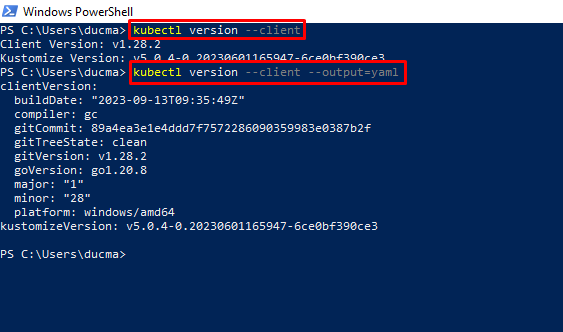 Windows PowerShell
PS C:\Users\ducma> kubectl version --client
Client Version: v1.28.2
Kustomize Version: v5.0.4-0.20230601165947-6ce0bf390ce3
PS C:\Users\ducma> kubectl version --client --output=yaml
clientVersion:
  buildDate: "2023-09-13T09:35:49Z"
  compiler: gc
  gitCommit: 89a4ea3e1e4ddd7f7572286090359983e0387b2f
  gitTreeState: clean
  gitVersion: v1.28.2
  goVersion: go1.20.8
  major: "1"
  minor: "28"
  platform: windows/amd64
kustomizeVersion: v5.0.4-0.20230601165947-6ce0bf390ce3
PS C:\Users\ducma>